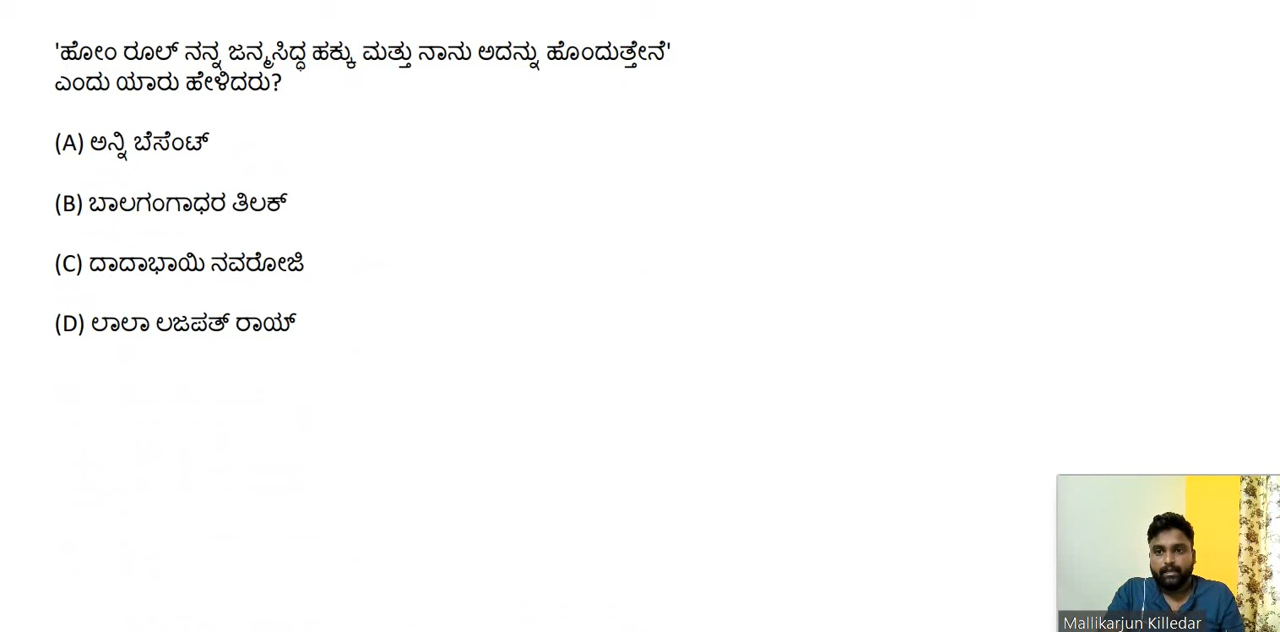 'ಹೋಂ ರೂಲ್ ನನ್ನ ಜನ್ಮಸಿದ್ಧ ಹಕ್ಕು ಮತ್ತು ನಾನು ಅದನ್ನು ಹೊಂದುತ್ತೇನೆ'
ಎಂದು ಯಾರು ಹೇಳಿದರು?
(A) ಅನ್ನಿ ಬೆಸೆಂಟ್
(B) ಬಾಲಗಂಗಾಧರ ತಿಲಕ್
(C) ದಾದಾಭಾಯಿ ನವರೋಜಿ
(D) ಲಾಲಾ ಲಜಪತ್ ರಾಯ್
Mallikarjun Killedar